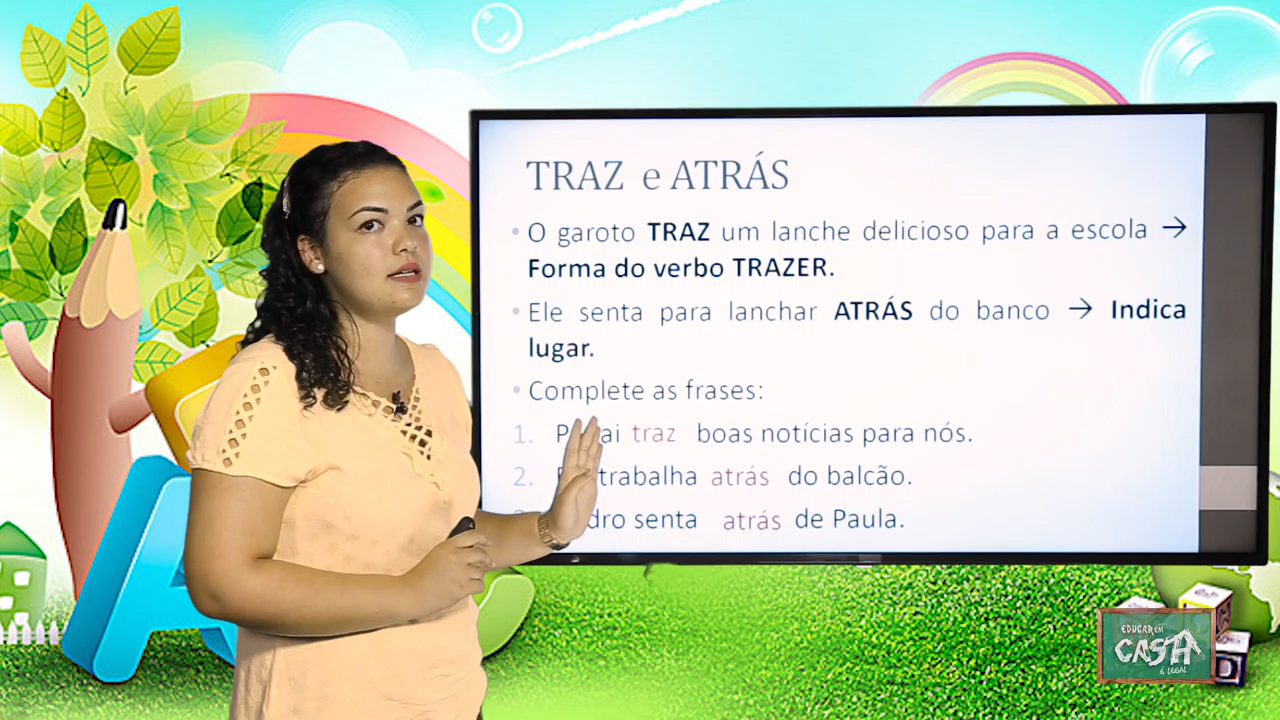 TRAZ e ATRÁS
• O garoto TRAZ um lanche delicioso para a escola →
Forma do verbo TRAZER.
• Ele senta para lanchar ATRÁS do banco → Indica
lugar.
• Complete as frases:
1. traz boas notícias para nós.
2. trabalha atrás do balcão.
senta atrás de Paula.
EDUCAR EM
CASA
É LEGAL